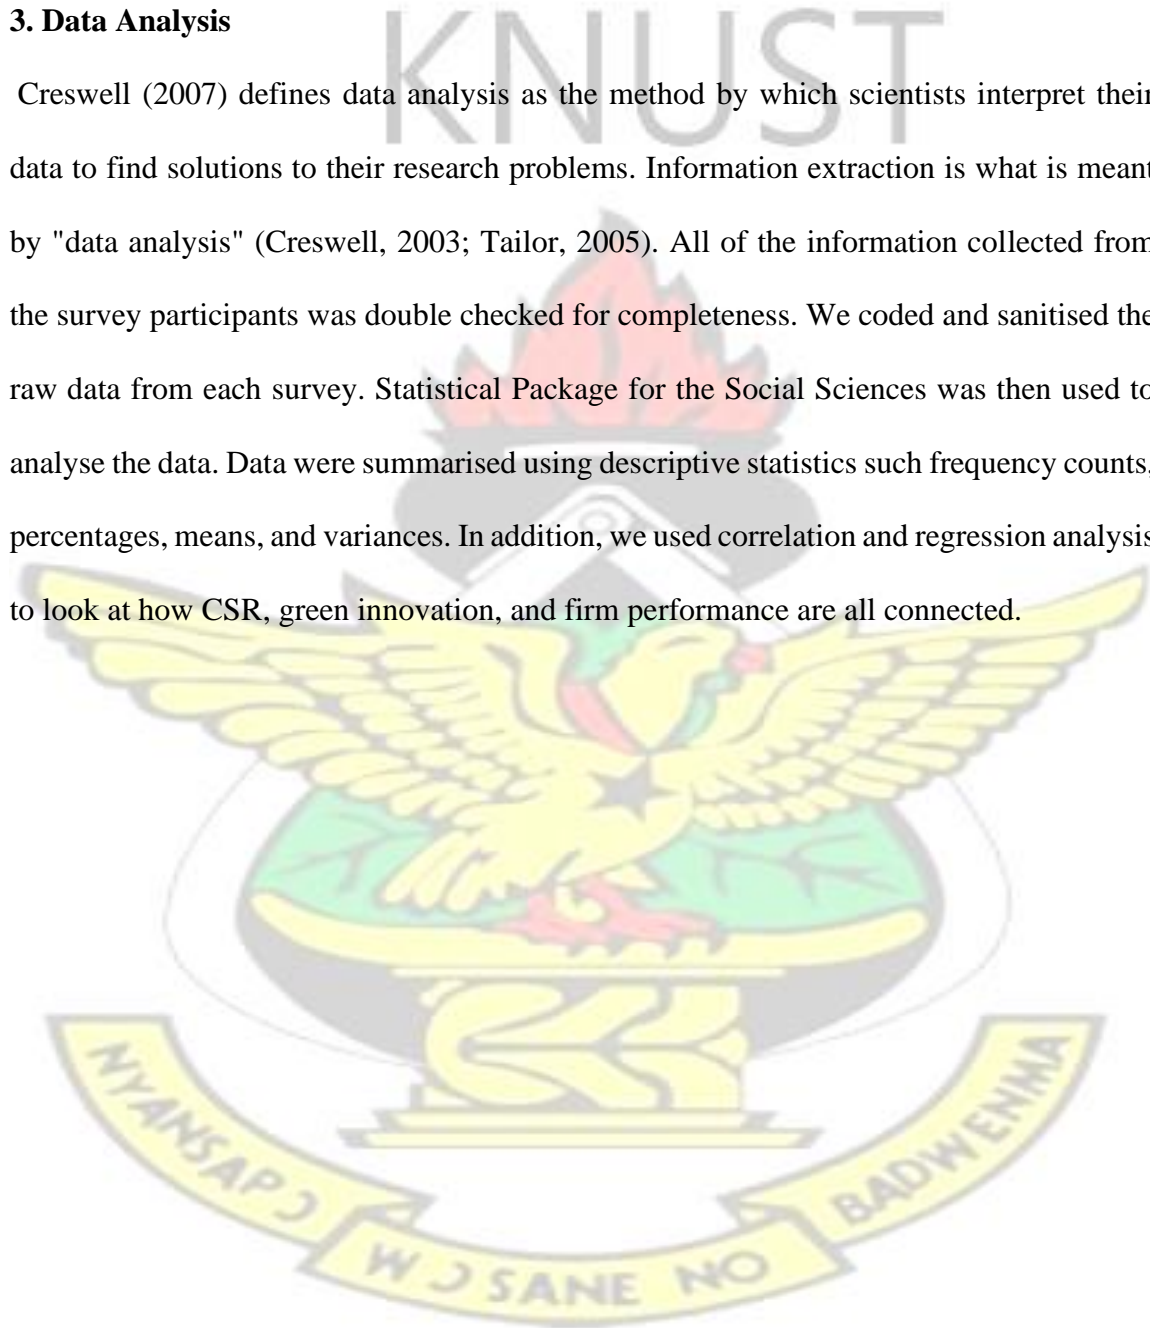 KNUST
3. Data Analysis
Creswell (2007) defines data analysis as the method by which scientists interpret their
data to find solutions to their research problems. Information extraction is what is meant
by "data analysis" (Creswell, 2003; Tailor, 2005). All of the information collected from
the survey participants was double checked for completeness. We coded and sanitised the
raw data from each survey. Statistical Package for the Social Sciences was then used to
analyse the data. Data were summarised using descriptive statistics such frequency counts,
percentages, means, and variances. In addition, we used correlation and regression analysis
to look at how CSR, green innovation, and firm performance are all connected.
NYANSAPƆ
WƆSANE NO
BADWENMA